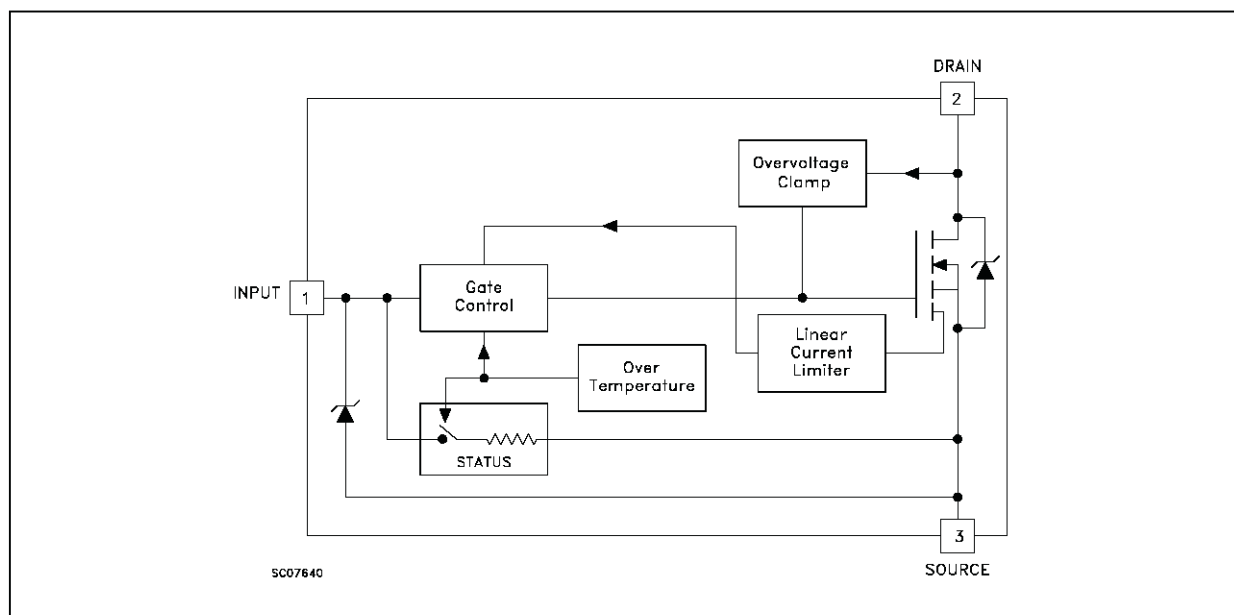 DRAIN
2
Overvoltage
Clamp
INPUT
1
Gate
Control
Linear
Current
Limiter
Over
Temperature
STATUS
3
SOURCE
SC07640